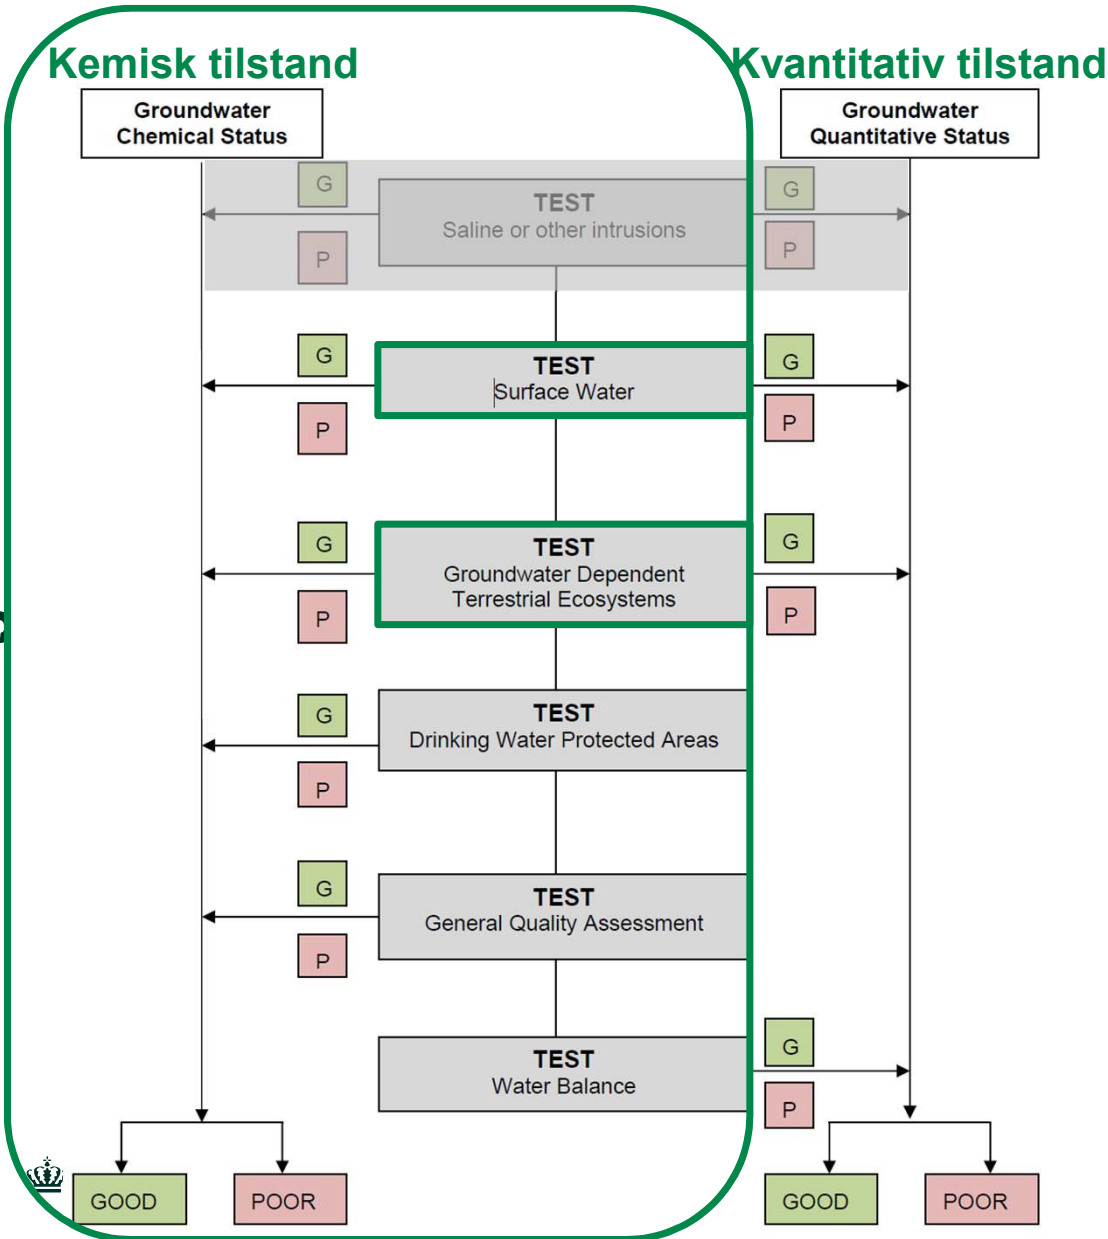 Kemisk tilstand
Kvantitativ tilstand
Groundwater
Chemical Status
Groundwater
Quantitative Status
G
TEST
Saline or other intrusions
G
P
P
G
TEST
Surface Water
G
P
P
G
TEST
Groundwater Dependent
Terrestrial Ecosystems
G
P
P
G
TEST
Drinking Water Protected Areas
P
G
TEST
General Quality Assessment
P
TEST
Water Balance
G
P
GOOD
POOR
GOOD
POOR